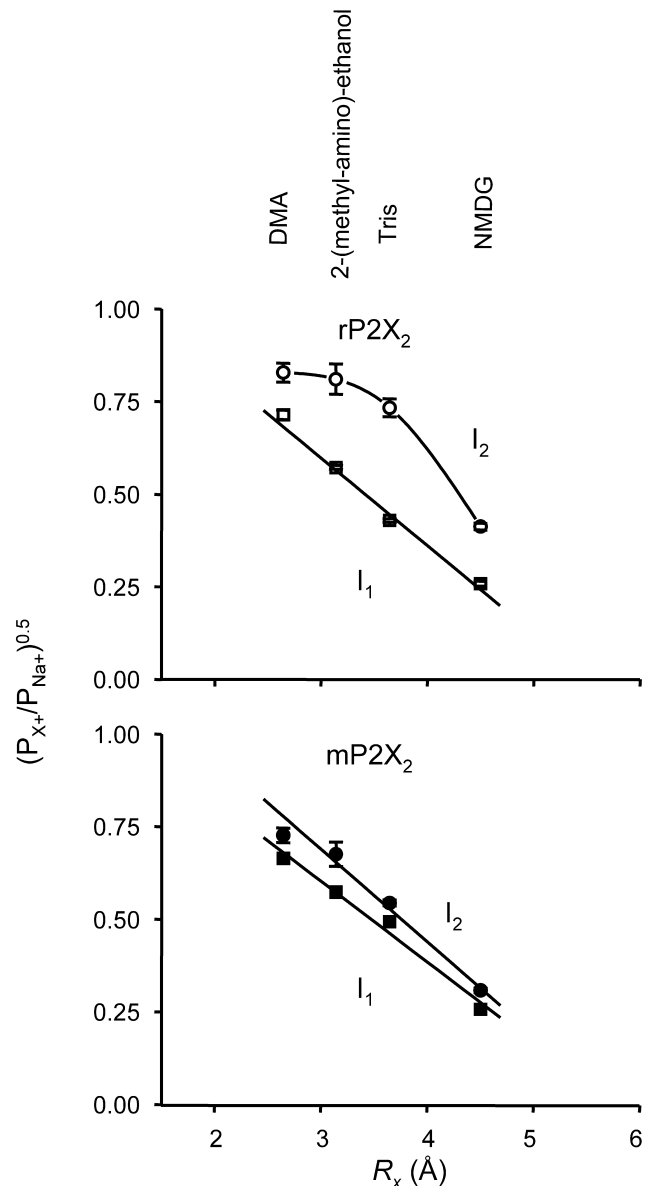 DMA
2-(methyl-amino)-ethanol
Tris
NMDG
(P_X+/P_Na+)^0.5
1.00
0.75
0.50
0.25
0.00
rP2X₂
I₂
I₁
1.00
0.75
0.50
0.25
0.00
mP2X₂
I₂
I₁
2
3
4
5
6
Rₓ (Å)